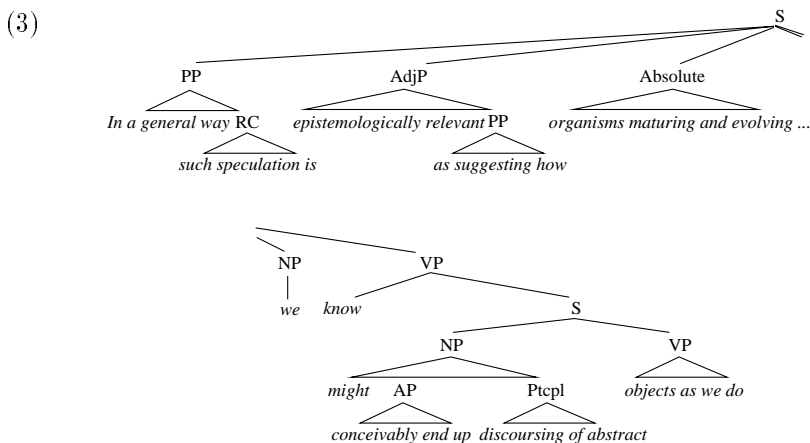 (3)
S
PP AdjP Absolute
In a general way RC epistemologically relevant PP organisms maturing and evolving ...
such speculation is as suggesting how
NP VP
we know S
NP VP
might AP Ptcpl objects as we do
conceivably end up discoursing of abstract